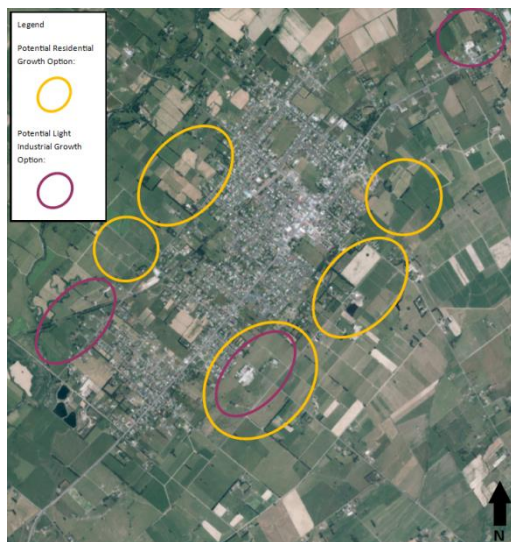 Legend
Potential Residential
Growth Option:
Potential Light
Industrial Growth
Option:
N